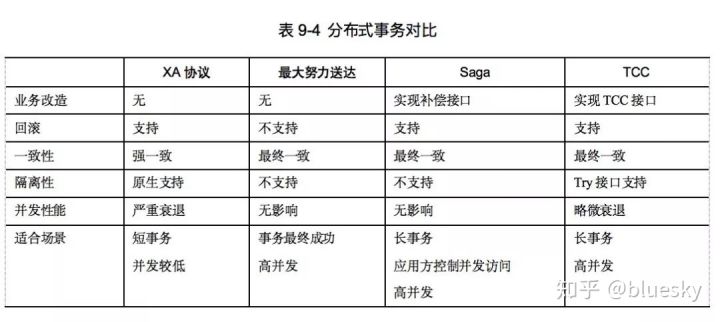 表 9-4 分布式事务对比
XA 协议 最大努力送达 Saga TCC
业务改造 无 无 实现补偿接口 实现 TCC 接口
回滚 支持 不支持 支持 支持
一致性 强一致 最终一致 最终一致 最终一致
隔离性 原生支持 不支持 不支持 Try 接口支持
并发性能 严重衰退 无影响 无影响 略微衰退
适合场景 短事务 事务最终成功 长事务 长事务
并发较低 高并发 应用方控制并发访问 高并发
高并发
知乎 @bluesky